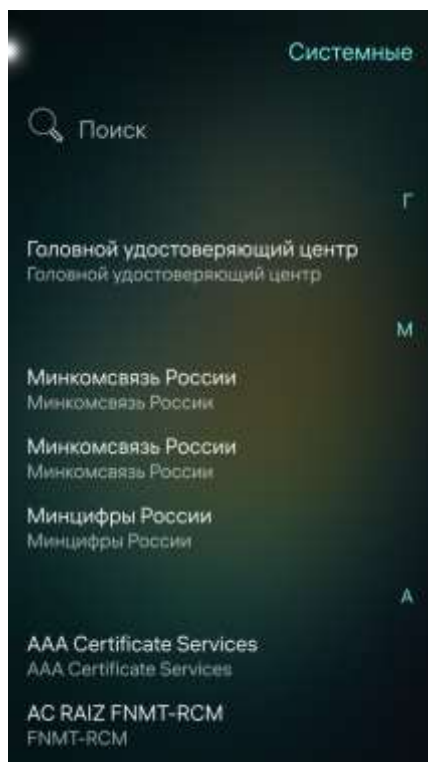 Системные
Поиск
Г
Головной удостоверяющий центр
Головной удостоверяющий центр
М
Минкомсвязь России
Минкомсвязь России
Минкомсвязь России
Минкомсвязь России
Минцифры России
Минцифры России
A
AAA Certificate Services
AAA Certificate Services
AC RAIZ FNMT-RCM
FNMT-RCM